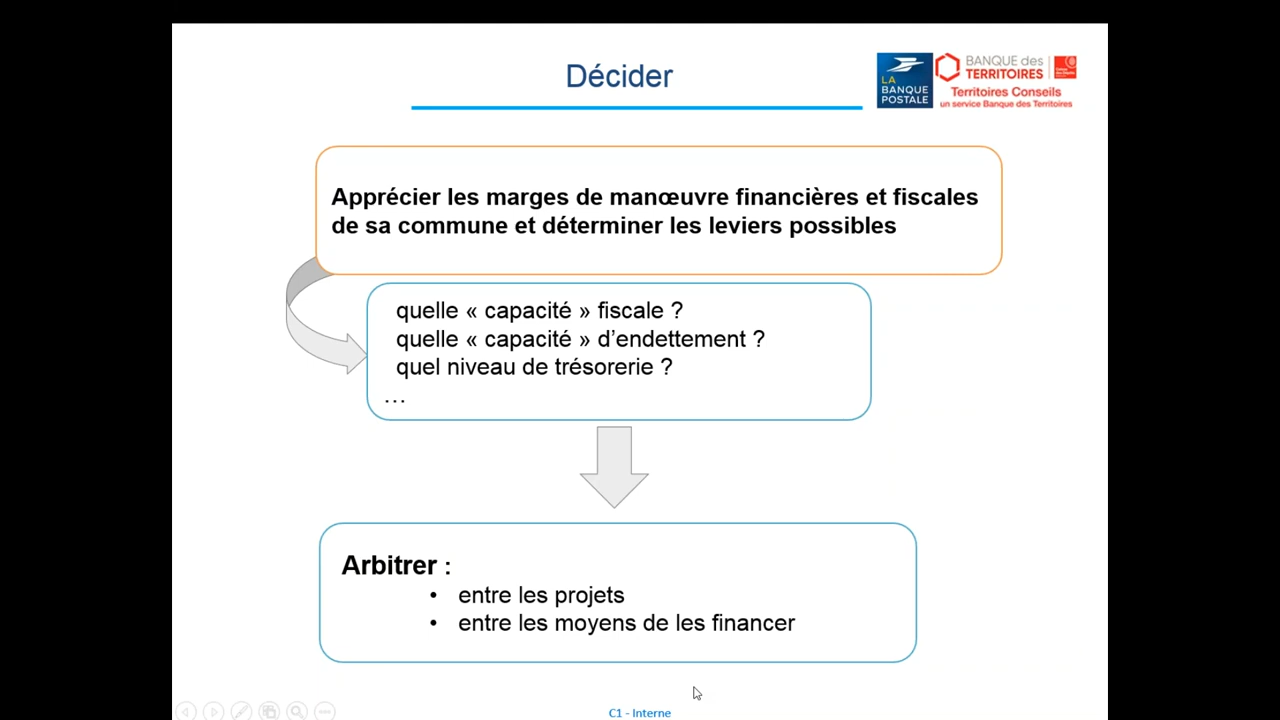 Décider
LA
BANQUE
POSTALE
BANQUE des
TERRITOIRES
Territoires Conseils
un service Banque des Territoires
Apprécier les marges de manœuvre financières et fiscales
de sa commune et déterminer les leviers possibles
quelle « capacité » fiscale ?
quelle « capacité » d’endettement ?
quel niveau de trésorerie ?
…
Arbitrer :
• entre les projets
• entre les moyens de les financer
C1 - Interne